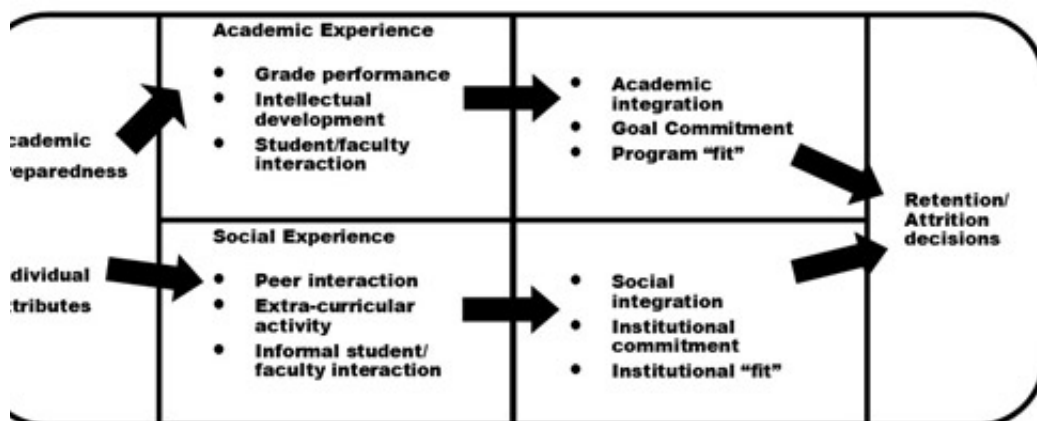 cademic
reparedness
dividual
tributes
Academic Experience
• Grade performance
• Intellectual
development
• Student/faculty
interaction
Social Experience
• Peer interaction
• Extra-curricular
activity
• Informal student/
faculty interaction
• Academic
integration
• Goal Commitment
• Program “fit”
• Social
integration
• Institutional
commitment
• Institutional “fit”
Retention/
Attrition
decisions